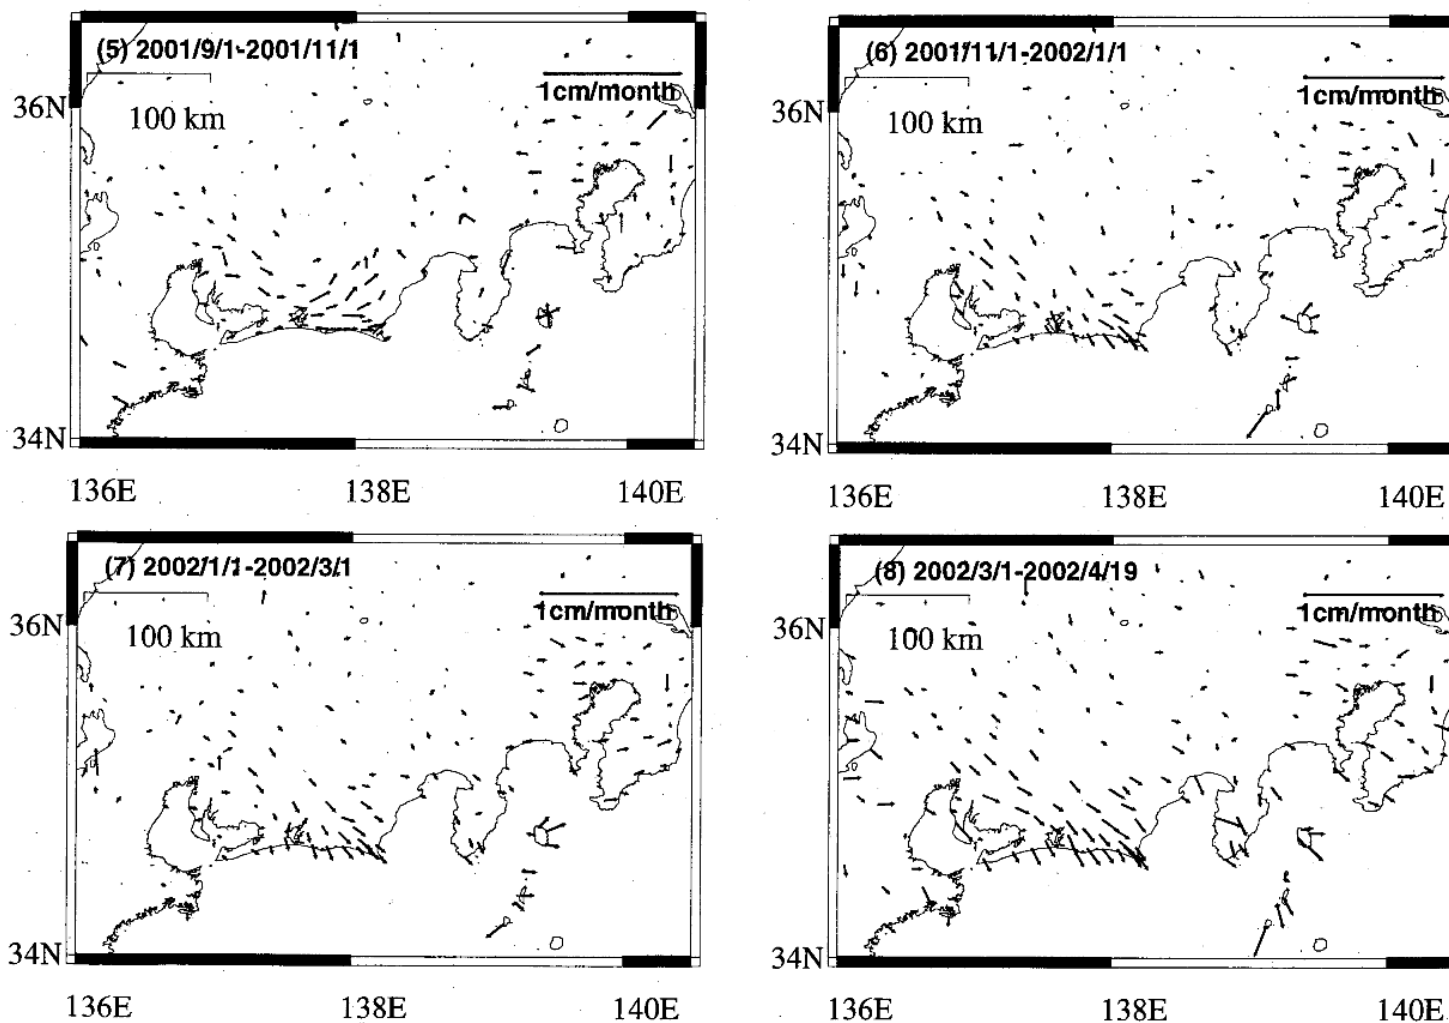 (5) 2001/9/1-2001/11/1
1cm/month
100 km
36N
34N
136E 138E 140E
(6) 2001/11/1-2002/1/1
1cm/month
100 km
36N
34N
136E 138E 140E
(7) 2002/1/1-2002/3/1
1cm/month
100 km
36N
34N
136E 138E 140E
(8) 2002/3/1-2002/4/19
1cm/month
100 km
36N
34N
136E 138E 140E